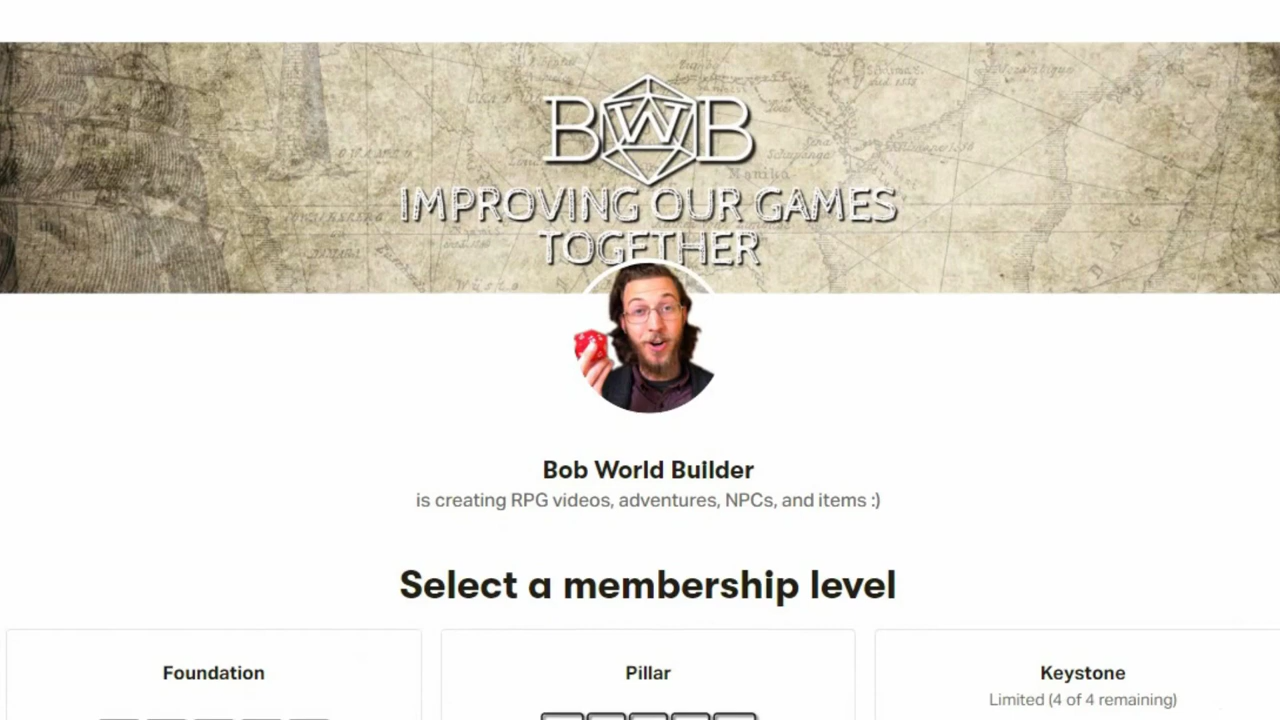 BWB
IMPROVING OUR GAMES
TOGETHER
Manika
Bob World Builder
is creating RPG videos, adventures, NPCs, and items :)
Select a membership level
Foundation
Pillar
Keystone
Limited (4 of 4 remaining)